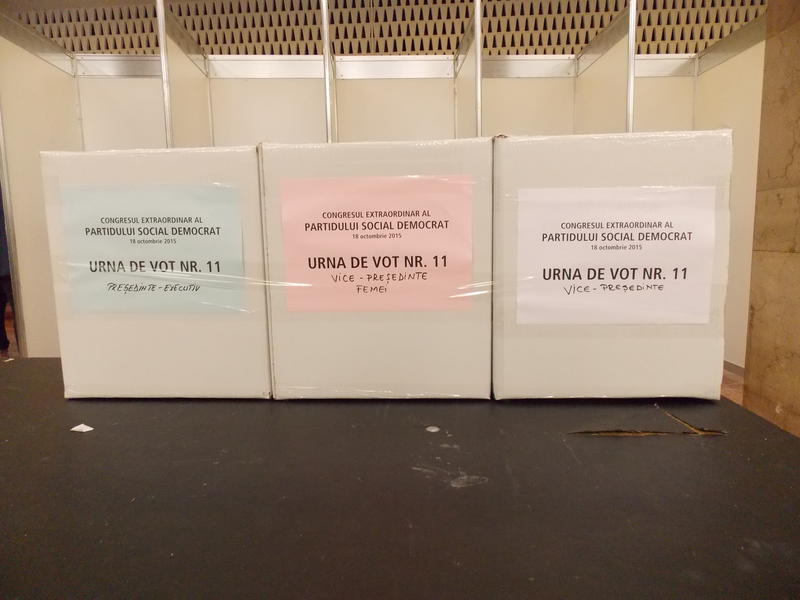 CONGRESUL EXTRAORDINAR AL
PARTIDULUI SOCIAL DEMOCRAT
18 octombrie 2015
URNA DE VOT NR. 11
PREȘEDINTE - EXECUTIV
CONGRESUL EXTRAORDINAR AL
PARTIDULUI SOCIAL DEMOCRAT
18 octombrie 2015
URNA DE VOT NR. 11
VICE - PREȘEDINTE
FEMEI
CONGRESUL EXTRAORDINAR AL
PARTIDULUI SOCIAL DEMOCRAT
18 octombrie 2015
URNA DE VOT NR. 11
VICE - PREȘEDINTE